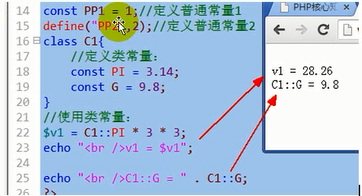 14 const PP1 = 1;//定义普通常量1
15 define("PP2",2);//定义普通常量2
16 class C1{
17 //定义类常量:
18 const PI = 3.14;
19 const G = 9.8;
20 }
21 //使用类常量:
22 $v1 = C1::PI * 3 * 3;
23 echo "<br />v1 = $v1";
24
25 echo "<br />C1::G = " . C1::G;
26 ?>
PHP核心
v1 = 28.26
C1::G = 9.8